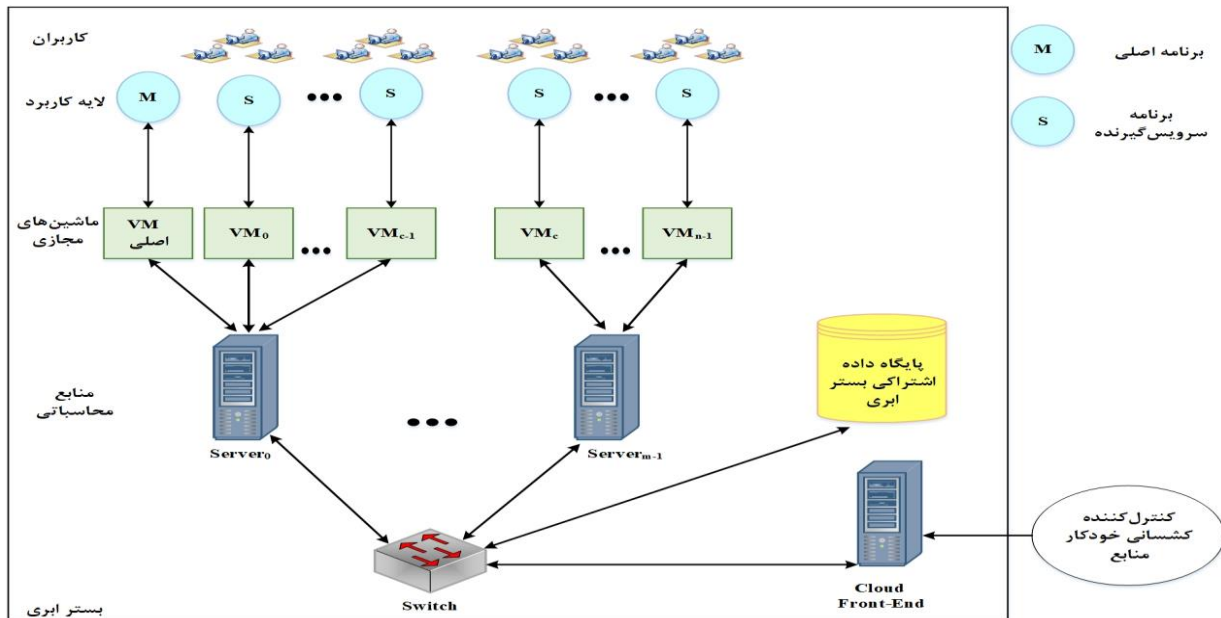 کاربران
لایه کاربرد
M
S
•••
S
S
•••
S
M
برنامه اصلی
S
برنامه
سرویس‌گیرنده
ماشین‌های
مجازی
VM
اصلی
VM₀
•••
VM꜀₋₁
VM꜀
•••
VMₙ₋₁
منابع
محاسباتی
Server₀
•••
Serverₘ₋₁
پایگاه داده
اشتراکی بستر
ابری
کنترل‌کننده
کشسانی خودکار
منابع
Switch
Cloud
Front-End
بستر ابری